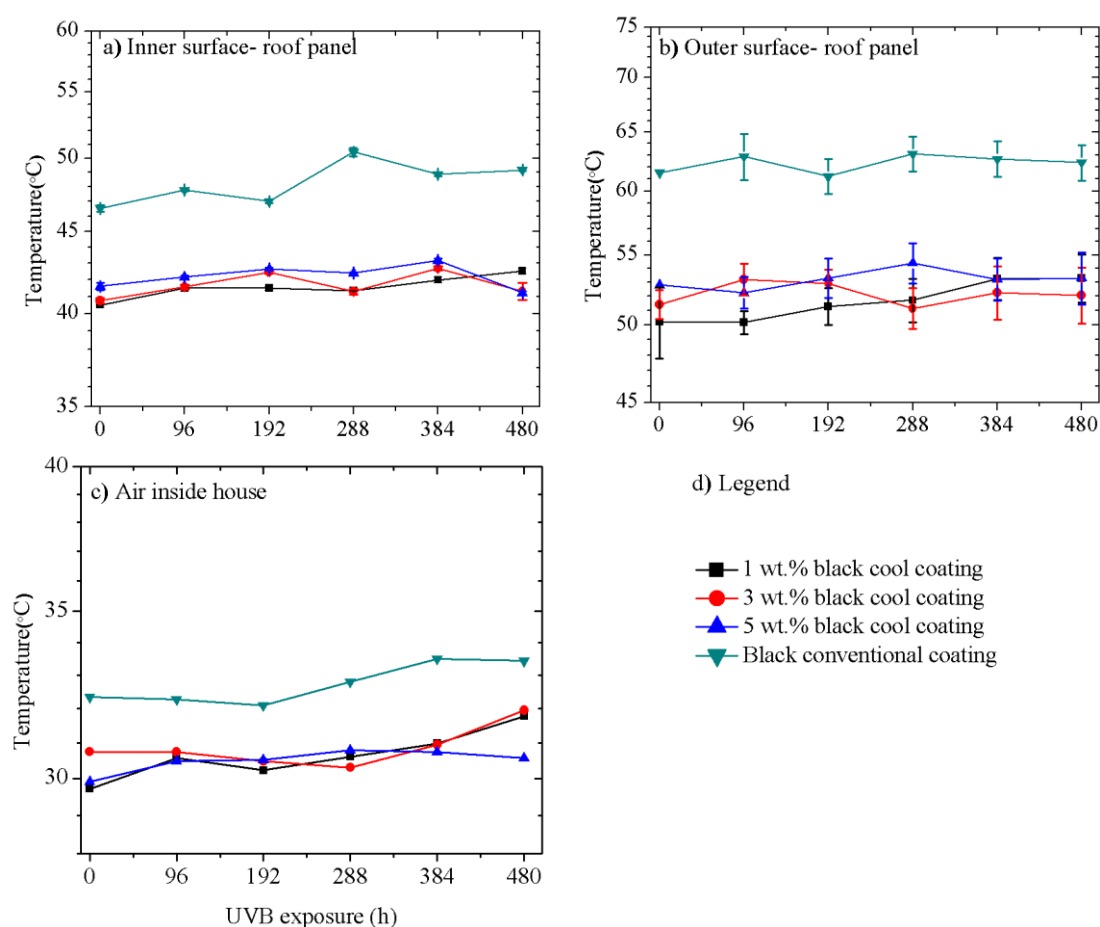 a) Inner surface- roof panel
60
55
50
45
40
35
Temperature(°C)
0 96 192 288 384 480
b) Outer surface- roof panel
75
70
65
60
55
50
45
Temperature(°C)
0 96 192 288 384 480
c) Air inside house
40
35
30
Temperature(°C)
0 96 192 288 384 480
UVB exposure (h)
d) Legend
1 wt.% black cool coating
3 wt.% black cool coating
5 wt.% black cool coating
Black conventional coating